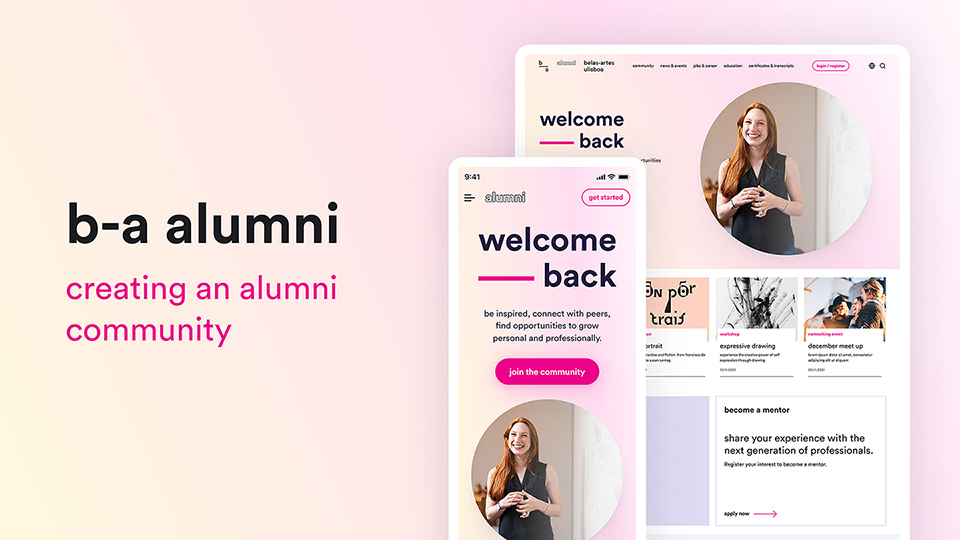 b-a alumni
creating an alumni
community
b
a
alumni
belas-artes
ulisboa
community
news & events
jobs & career
education
certificates & transcripts
login / register
welcome
back
9:41
alumni
get started
welcome
back
be inspired, connect with peers,
find opportunities to grow
personal and professionally.
join the community
workshop
expressive drawing
experience the creative power of self
expression through drawing
networking event
december meet up
lorem ipsum dolor sit amet, consectetur
adipiscing elit at aliquam
become a mentor
share your experience with the
next generation of professionals.
Register your interest to become a mentor.
apply now